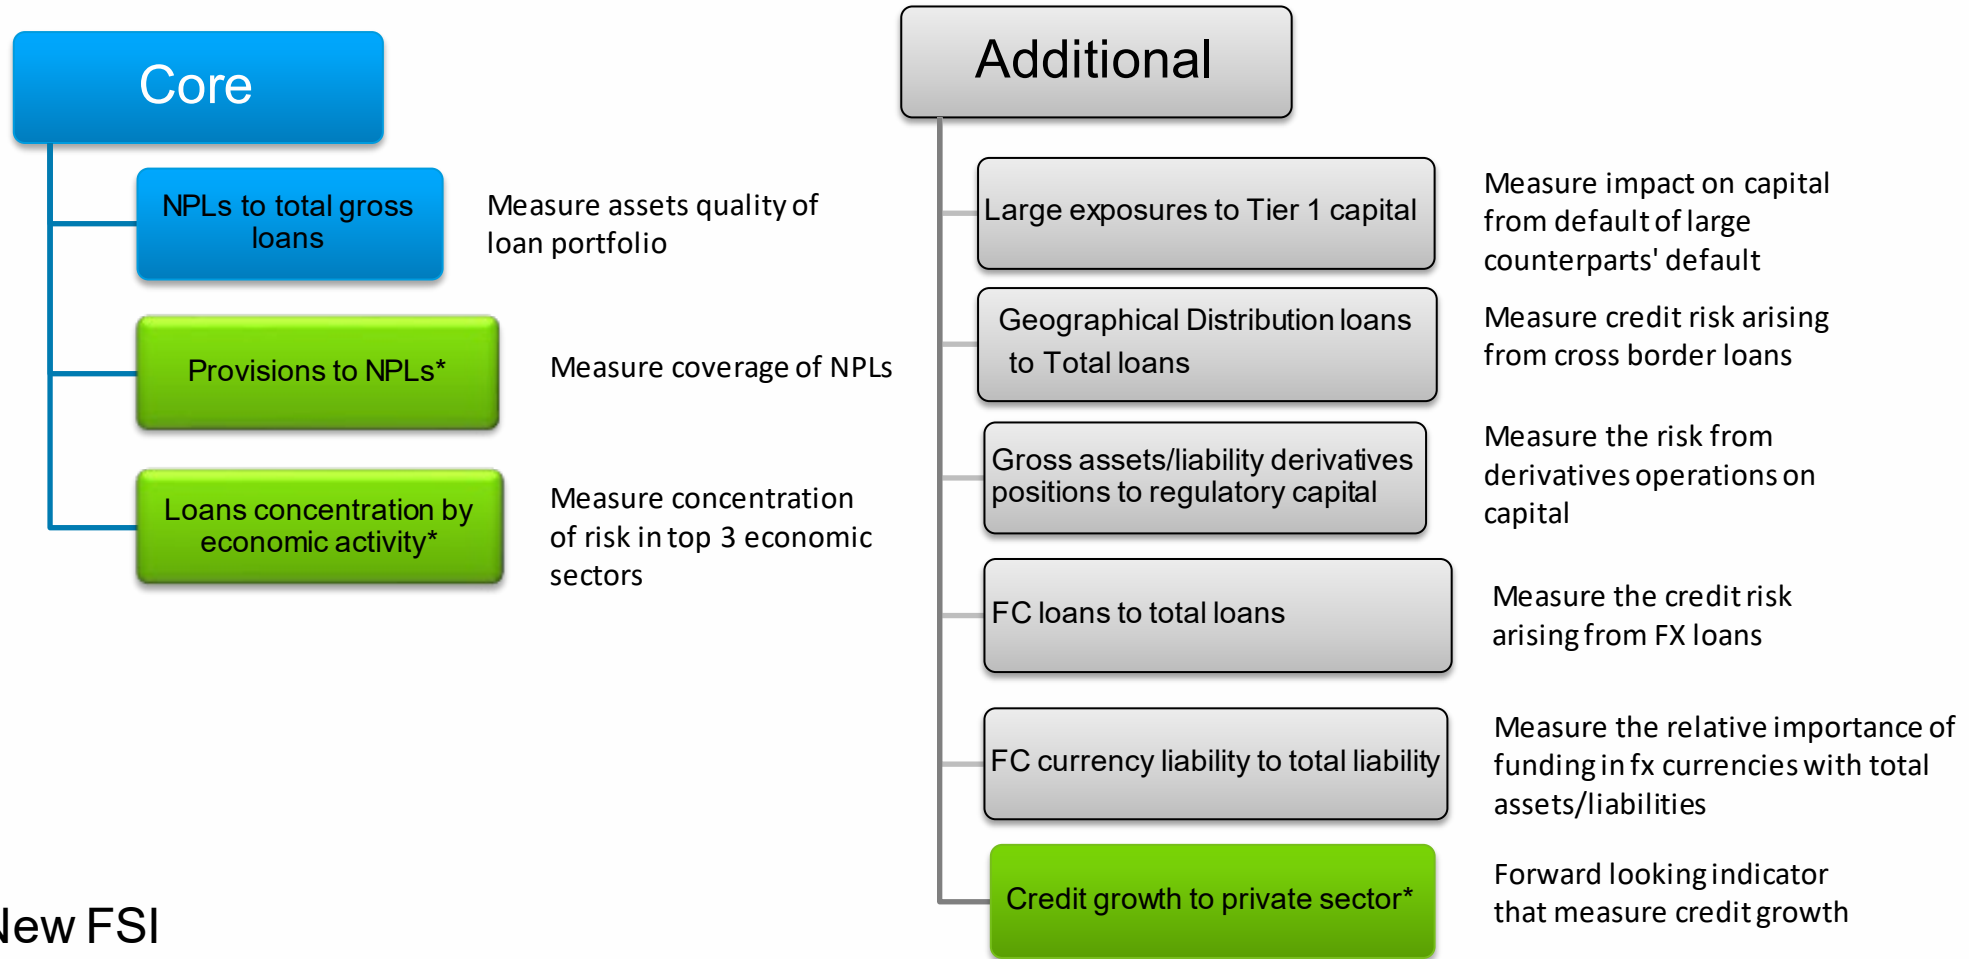 Core
NPLs to total gross
loans
Measure assets quality of
loan portfolio
Provisions to NPLs*
Measure coverage of NPLs
Loans concentration by
economic activity*
Measure concentration
of risk in top 3 economic
sectors
Additional
Large exposures to Tier 1 capital
Measure impact on capital
from default of large
counterparts' default
Geographical Distribution loans
to Total loans
Measure credit risk arising
from cross border loans
Gross assets/liability derivatives
positions to regulatory capital
Measure the risk from
derivatives operations on
capital
FC loans to total loans
Measure the credit risk
arising from FX loans
FC currency liability to total liability
Measure the relative importance of
funding in fx currencies with total
assets/liabilities
Credit growth to private sector*
Forward looking indicator
that measure credit growth
New FSI